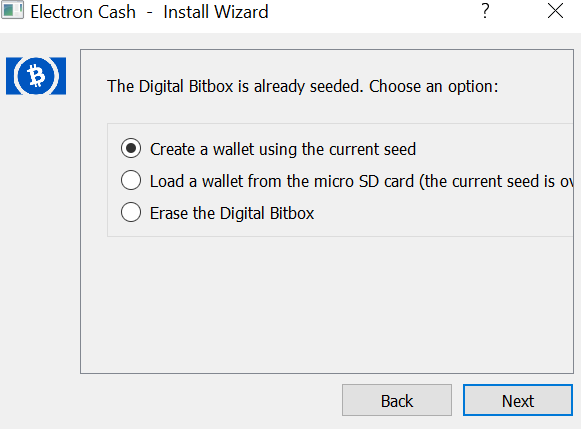 Electron Cash  -  Install Wizard
?
The Digital Bitbox is already seeded. Choose an option:
Create a wallet using the current seed
Load a wallet from the micro SD card (the current seed is
Erase the Digital Bitbox
Back
Next